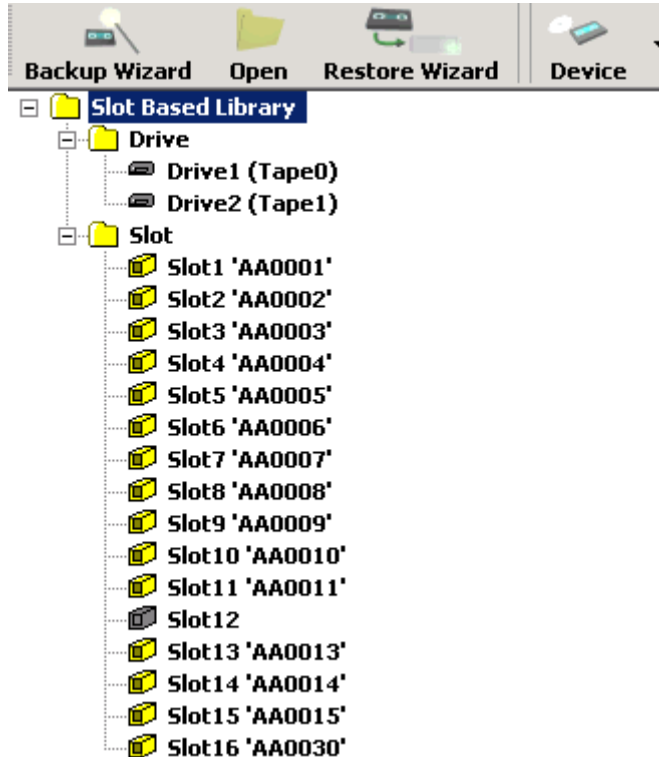 Backup Wizard Open Restore Wizard Device
Slot Based Library
Drive
Drive1 (Tape0)
Drive2 (Tape1)
Slot
Slot1 'AA0001'
Slot2 'AA0002'
Slot3 'AA0003'
Slot4 'AA0004'
Slot5 'AA0005'
Slot6 'AA0006'
Slot7 'AA0007'
Slot8 'AA0008'
Slot9 'AA0009'
Slot10 'AA0010'
Slot11 'AA0011'
Slot12
Slot13 'AA0013'
Slot14 'AA0014'
Slot15 'AA0015'
Slot16 'AA0030'